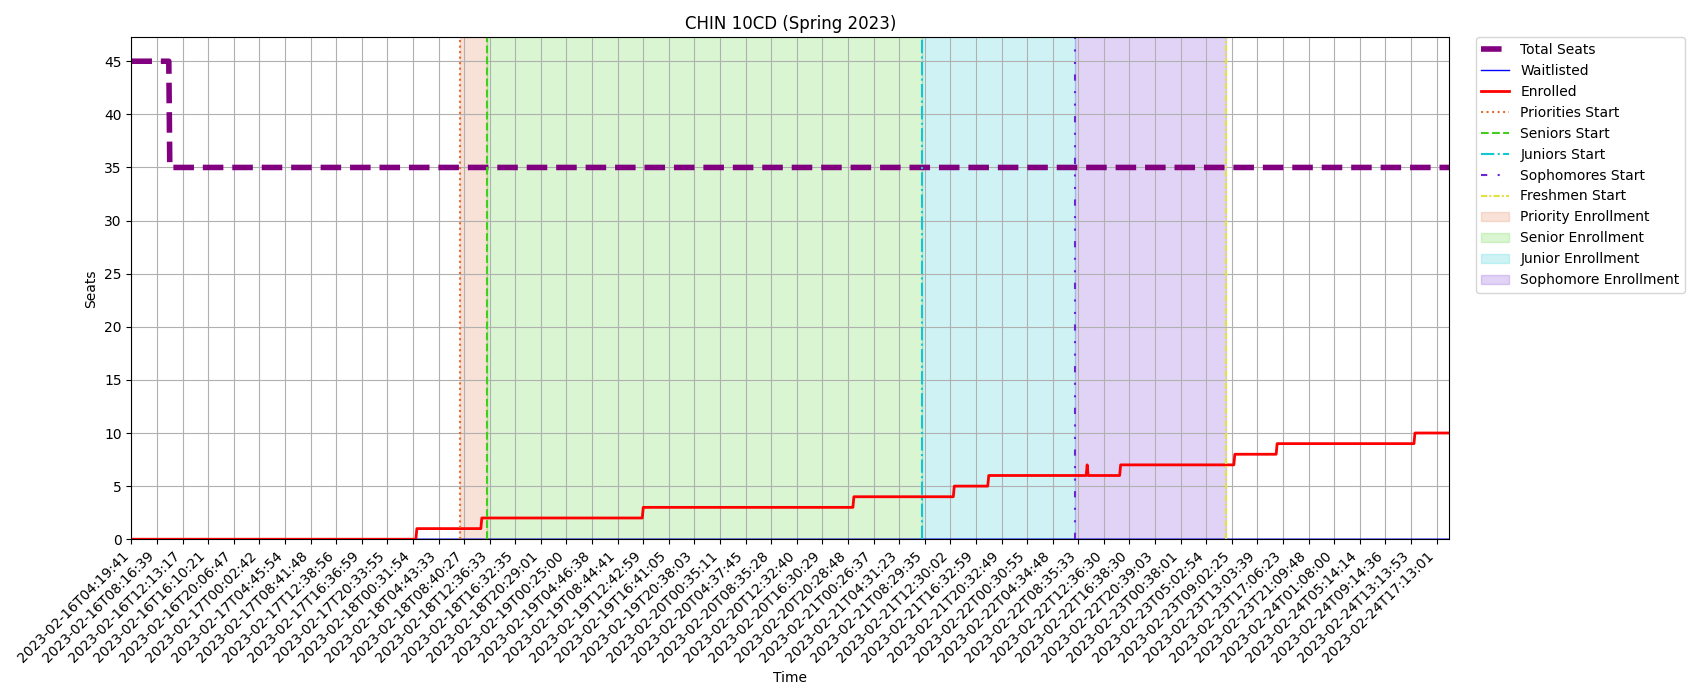 CHIN 10CD (Spring 2023)
45
40
35
30
25
20
15
10
5
0
Seats
2023-02-16T04:19:41
2023-02-16T08:16:39
2023-02-16T12:13:17
2023-02-16T16:10:21
2023-02-16T20:06:47
2023-02-17T00:02:42
2023-02-17T04:45:54
2023-02-17T08:41:48
2023-02-17T12:38:56
2023-02-17T16:36:59
2023-02-17T20:33:55
2023-02-18T00:31:54
2023-02-18T04:43:33
2023-02-18T08:40:27
2023-02-18T12:36:33
2023-02-18T16:32:35
2023-02-18T20:29:01
2023-02-19T00:25:00
2023-02-19T04:46:38
2023-02-19T08:44:41
2023-02-19T12:42:59
2023-02-19T16:41:05
2023-02-19T20:38:03
2023-02-20T00:35:11
2023-02-20T04:37:45
2023-02-20T08:35:28
2023-02-20T12:32:40
2023-02-20T16:30:29
2023-02-20T20:28:48
2023-02-21T00:26:37
2023-02-21T04:31:23
2023-02-21T08:29:35
2023-02-21T12:30:02
2023-02-21T16:32:59
2023-02-21T20:32:49
2023-02-22T00:30:55
2023-02-22T04:34:48
2023-02-22T08:35:33
2023-02-22T12:36:30
2023-02-22T16:38:30
2023-02-22T20:39:03
2023-02-23T00:38:01
2023-02-23T05:02:54
2023-02-23T09:02:25
2023-02-23T13:03:39
2023-02-23T17:06:23
2023-02-23T21:09:48
2023-02-24T01:08:00
2023-02-24T05:14:14
2023-02-24T09:14:36
2023-02-24T13:13:53
2023-02-24T17:13:01
Time
Total Seats
Waitlisted
Enrolled
Priorities Start
Seniors Start
Juniors Start
Sophomores Start
Freshmen Start
Priority Enrollment
Senior Enrollment
Junior Enrollment
Sophomore Enrollment